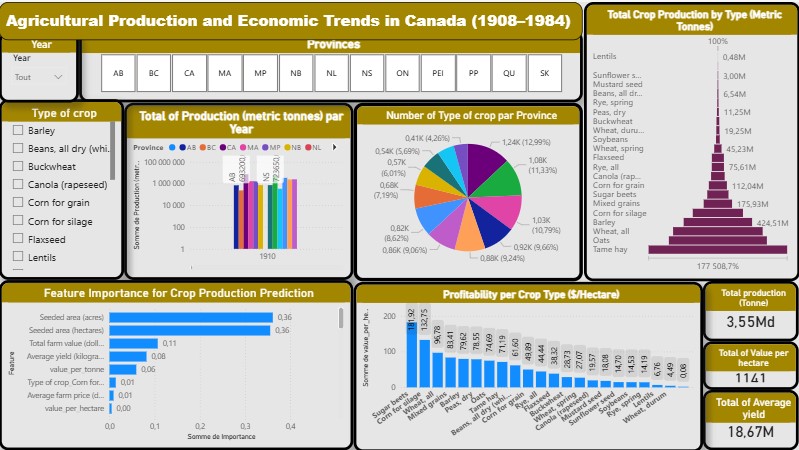 Agricultural Production and Economic Trends in Canada (1908–1984)
Year
Year
Tout
Provinces
AB BC CA MA MP NB NL NS ON PEI PP QU SK
Type of crop
Barley
Beans, all dry (whi...
Buckwheat
Canola (rapeseed)
Corn for grain
Corn for silage
Flaxseed
Lentils
Total of Production (metric tonnes) par
Year
Province AB BC CA MA MP NB NL
Somme de Production (metr...
100 000 000
1 000 000
10 000
100
1
AB 693200,
NS 723650,
1910
Number of Type of crop par Province
1,24K (12,99%)
1,08K
(11,33%)
1,03K
(10,79%)
0,92K (9,66%)
0,88K (9,24%)
0,86K (9,06%)
0,82K
(8,62%)
0,68K
(7,19%)
0,57K
(6,01%)
0,54K (5,69%)
0,41K (4,26%)
Total Crop Production by Type (Metric
Tonnes)
100%
Lentils 0,48M
Sunflower s... 3,00M
Mustard seed
Beans, all dr... 6,54M
Rye, spring
Peas, dry 11,25M
Buckwheat
Wheat, duru... 19,25M
Soybeans
Wheat, spring 45,23M
Flaxseed
Rye, all 75,61M
Canola (rap...
Corn for grain 112,04M
Sugar beets
Mixed grains 175,93M
Corn for silage
Barley 424,51M
Wheat, all
Oats
Tame hay
177 508,7%
Feature Importance for Crop Production Prediction
Feature
Seeded area (acres) 0,36
Seeded area (hectares) 0,36
Total farm value (doll... 0,11
Average yield (kilogra... 0,08
value_per_tonne 0,06
Type of crop_Corn for... 0,01
Average farm price (d... 0,01
value_per_hectare 0,00
0,0 0,1 0,2 0,3 0,4
Somme de Importance
Profitability per Crop Type ($/Hectare)
Somme de value_per_he...
200
100
0
181,92 132,75 96,78 83,41 79,62 78,55 74,69 71,19 61,60 49,89 44,44 38,32 28,73 27,07 19,57 18,08 14,70 14,53 14,19 6,76 4,49 0,08
Sugar beets
Corn for silage
Wheat, all
Mixed grains
Barley
Peas, dry
Oats
Tame hay
Beans, all dry (whi...
Corn for grain
Rye, all
Flaxseed
Buckwheat
Wheat, spring
Canola (rapeseed)
Mustard seed
Sunflower seed
Soybeans
Rye, spring
Lentils
Wheat, durum
Total production
(Tonne)
3,55Md
Total of Value per
hectare
1141
Total of Average
yield
18,67M